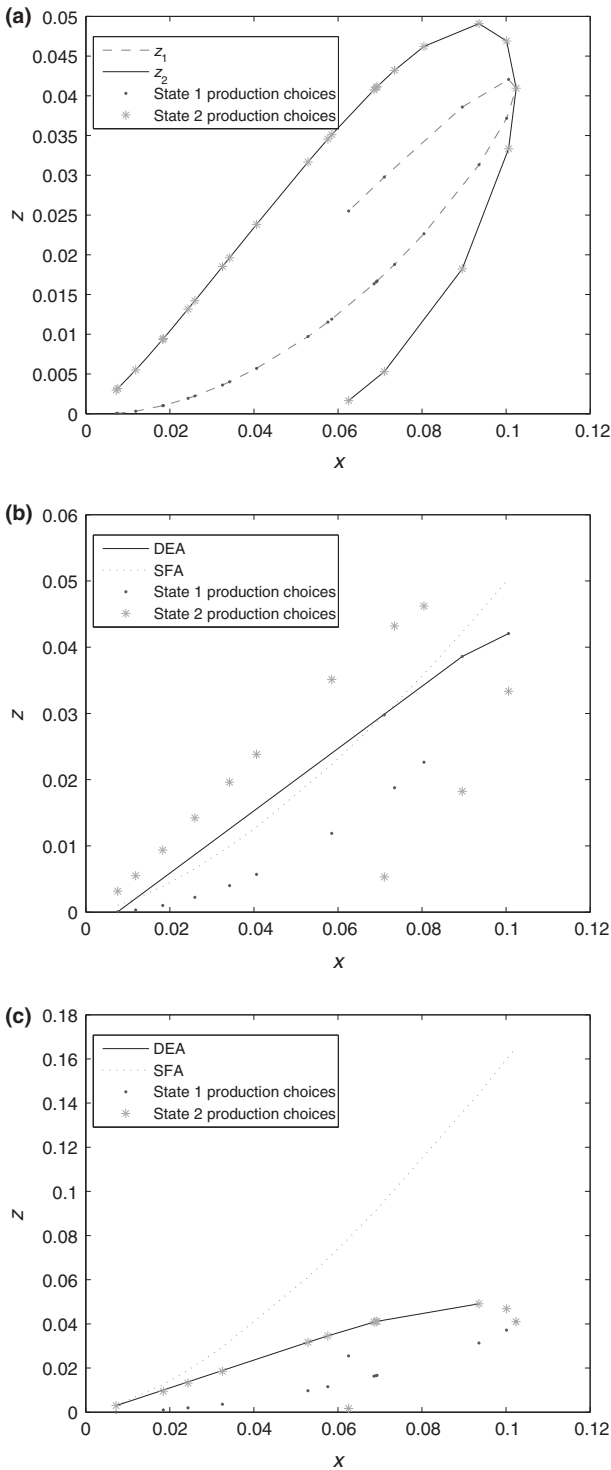 (a)
0.05
0.045
0.04
0.035
0.03
0.025
0.02
0.015
0.01
0.005
0
z
z1
z2
State 1 production choices
State 2 production choices
0 0.02 0.04 0.06 0.08 0.1 0.12
x
(b)
0.06
0.05
0.04
0.03
0.02
0.01
0
z
DEA
SFA
State 1 production choices
State 2 production choices
0 0.02 0.04 0.06 0.08 0.1 0.12
x
(c)
0.18
0.16
0.14
0.12
0.1
0.08
0.06
0.04
0.02
0
z
DEA
SFA
State 1 production choices
State 2 production choices
0 0.02 0.04 0.06 0.08 0.1 0.12
x